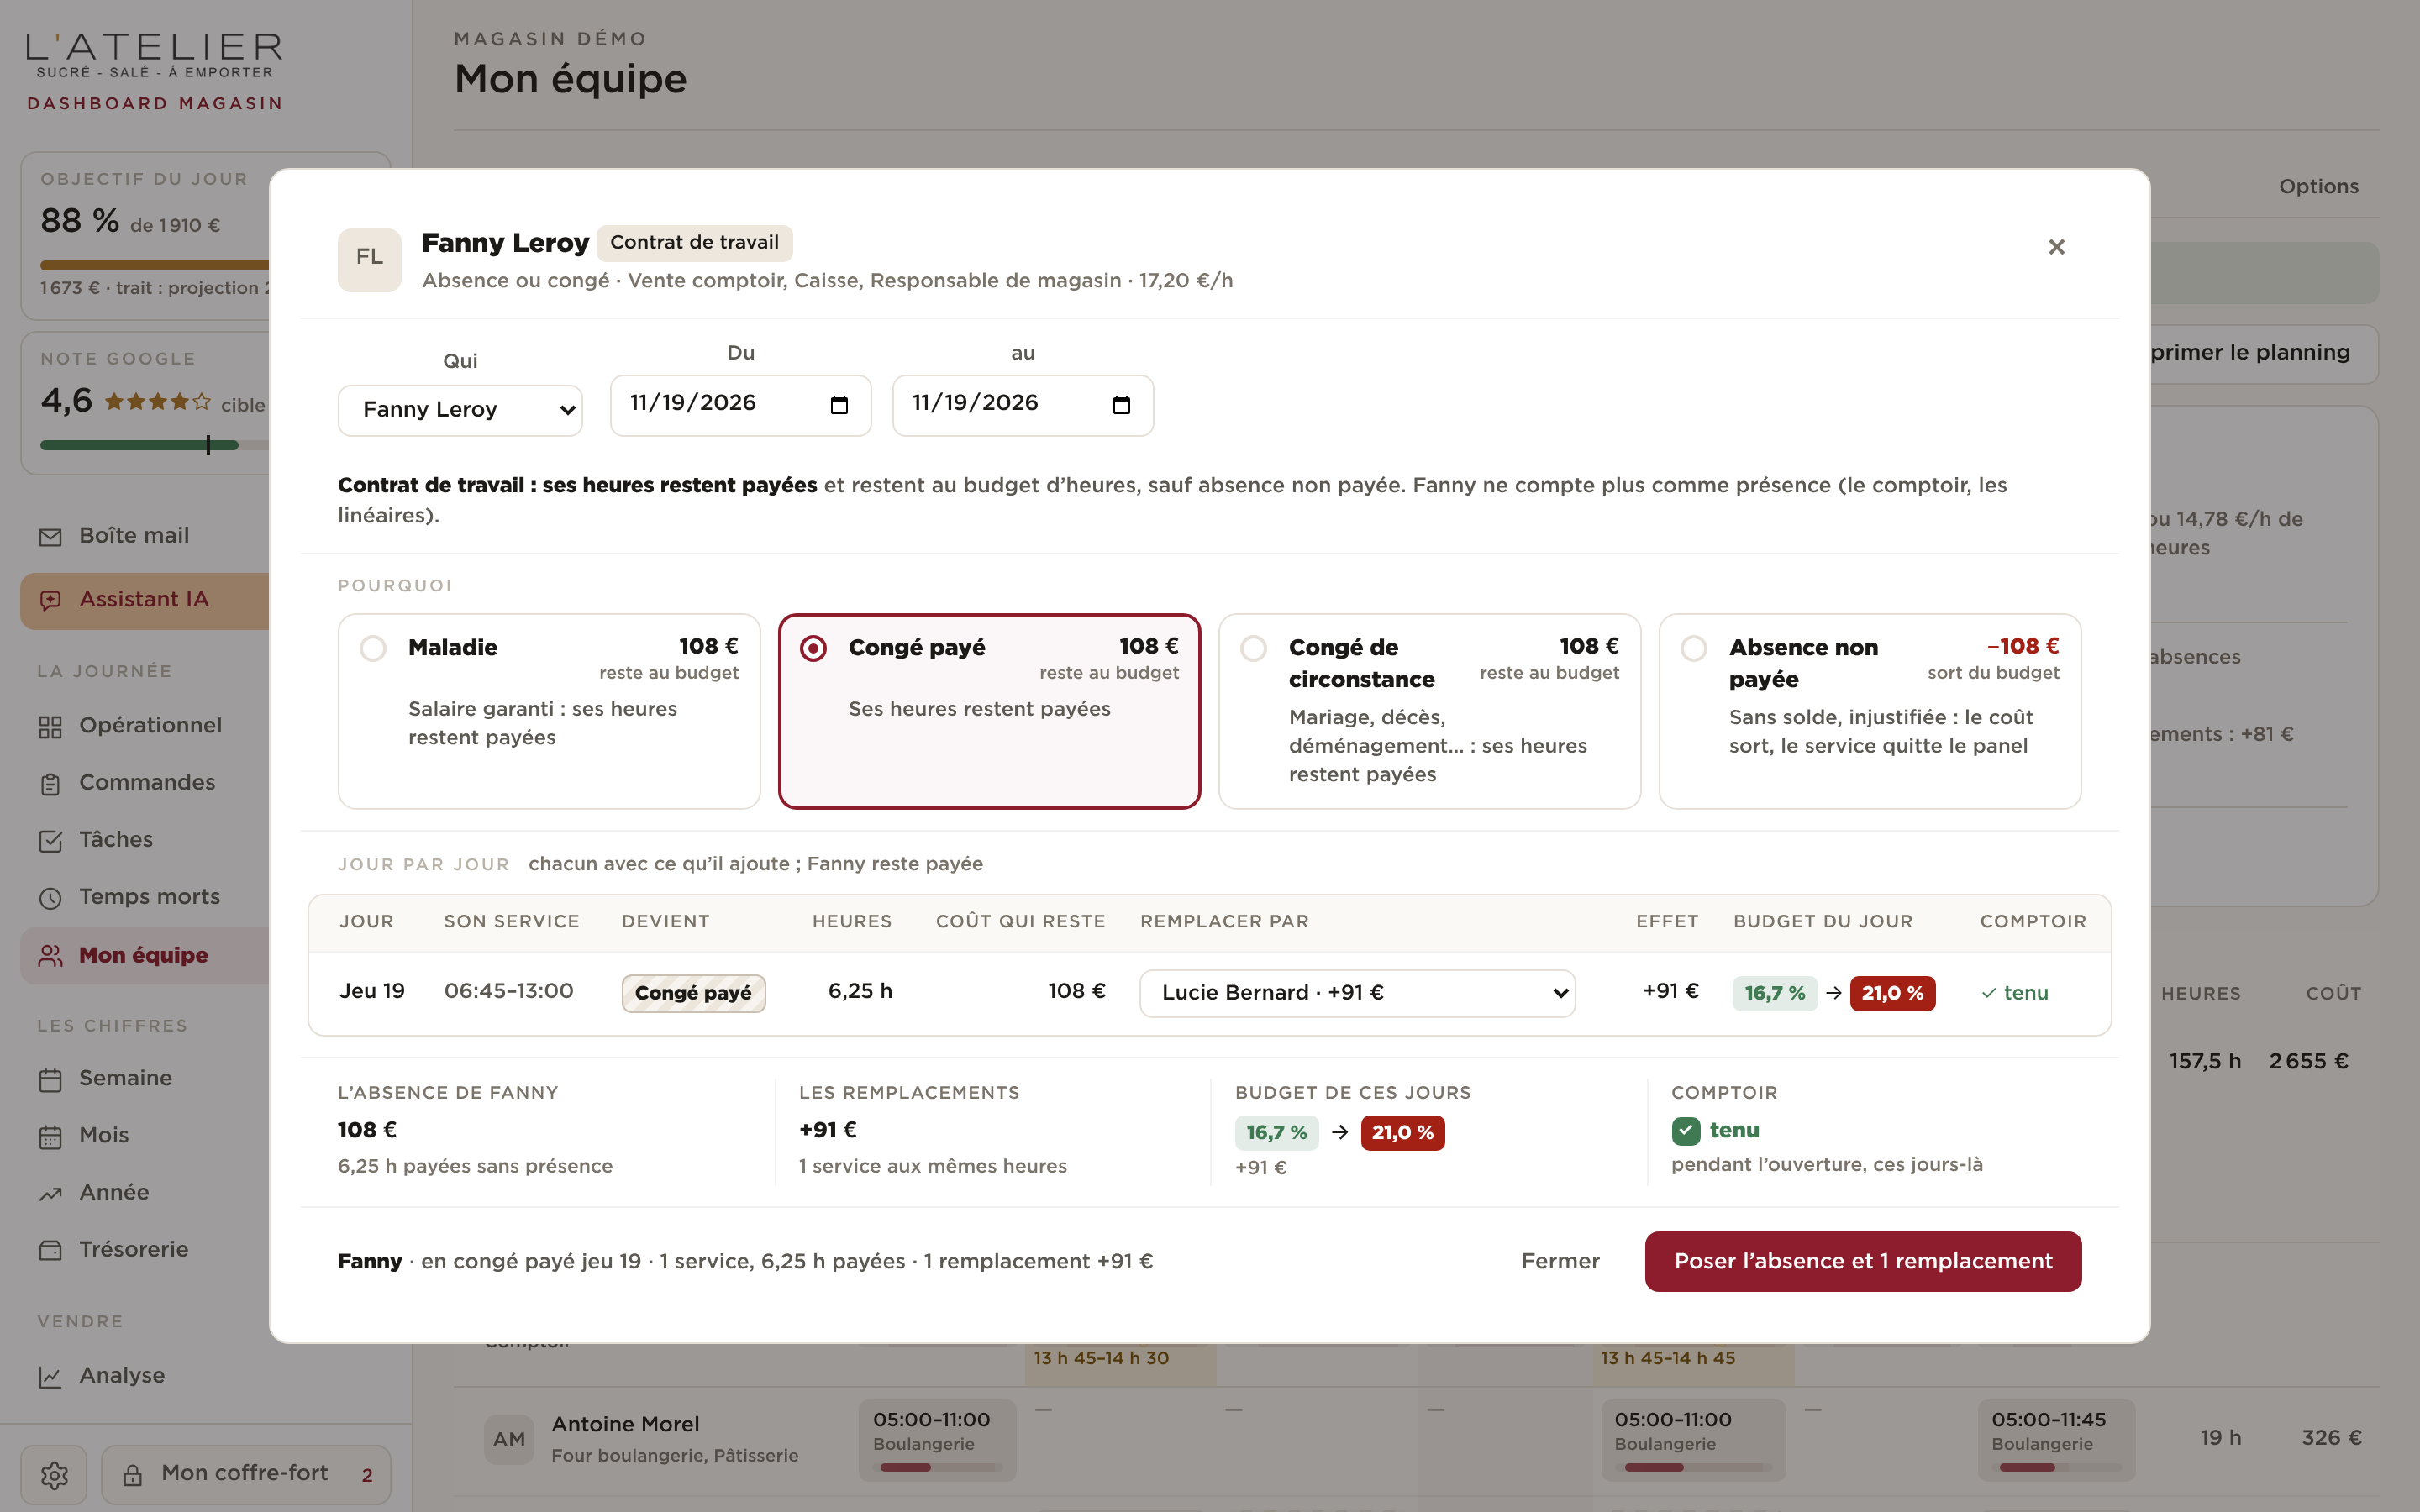 L'ATELIER
SUCRÉ - SALÉ - À EMPORTER
DASHBOARD MAGASIN
OBJECTIF DU JOUR
88 % de 1 910 €
1 673 € · trait : projection
NOTE GOOGLE
4,6 cible
Boîte mail
Assistant IA
LA JOURNÉE
Opérationnel
Commandes
Tâches
Temps morts
Mon équipe
LES CHIFFRES
Semaine
Mois
Année
Trésorerie
VENDRE
Analyse
Mon coffre-fort 2
MAGASIN DÉMO
Mon équipe
Options
primer le planning
ou 14,78 €/h de
heures
absences
ements : +81 €
HEURES COÛT
157,5 h 2 655 €
FL
Fanny Leroy Contrat de travail
Absence ou congé · Vente comptoir, Caisse, Responsable de magasin · 17,20 €/h
Qui Du au
Fanny Leroy 11/19/2026 11/19/2026
Contrat de travail : ses heures restent payées et restent au budget d’heures, sauf absence non payée. Fanny ne compte plus comme présence (le comptoir, les
linéaires).
POURQUOI
Maladie 108 €
reste au budget
Salaire garanti : ses heures
restent payées
Congé payé 108 €
reste au budget
Ses heures restent payées
Congé de 108 €
circonstance reste au budget
Mariage, décès,
déménagement… : ses heures
restent payées
Absence non −108 €
payée sort du budget
Sans solde, injustifiée : le coût
sort, le service quitte le panel
JOUR PAR JOUR chacun avec ce qu’il ajoute ; Fanny reste payée
JOUR SON SERVICE DEVIENT HEURES COÛT QUI RESTE REMPLACER PAR EFFET BUDGET DU JOUR COMPTOIR
Jeu 19 06:45–13:00 Congé payé 6,25 h 108 € Lucie Bernard · +91 € +91 € 16,7 % → 21,0 % ✓ tenu
L’ABSENCE DE FANNY
108 €
6,25 h payées sans présence
LES REMPLACEMENTS
+91 €
1 service aux mêmes heures
BUDGET DE CES JOURS
16,7 % → 21,0 %
+91 €
COMPTOIR
tenu
pendant l’ouverture, ces jours-là
Fanny · en congé payé jeu 19 · 1 service, 6,25 h payées · 1 remplacement +91 €
Fermer
Poser l’absence et 1 remplacement
13 h 45–14 h 30 13 h 45–14 h 45
AM
Antoine Morel
Four boulangerie, Pâtisserie
05:00–11:00 — — — 05:00–11:00 — 05:00–11:45 19 h 326 €
Boulangerie Boulangerie Boulangerie